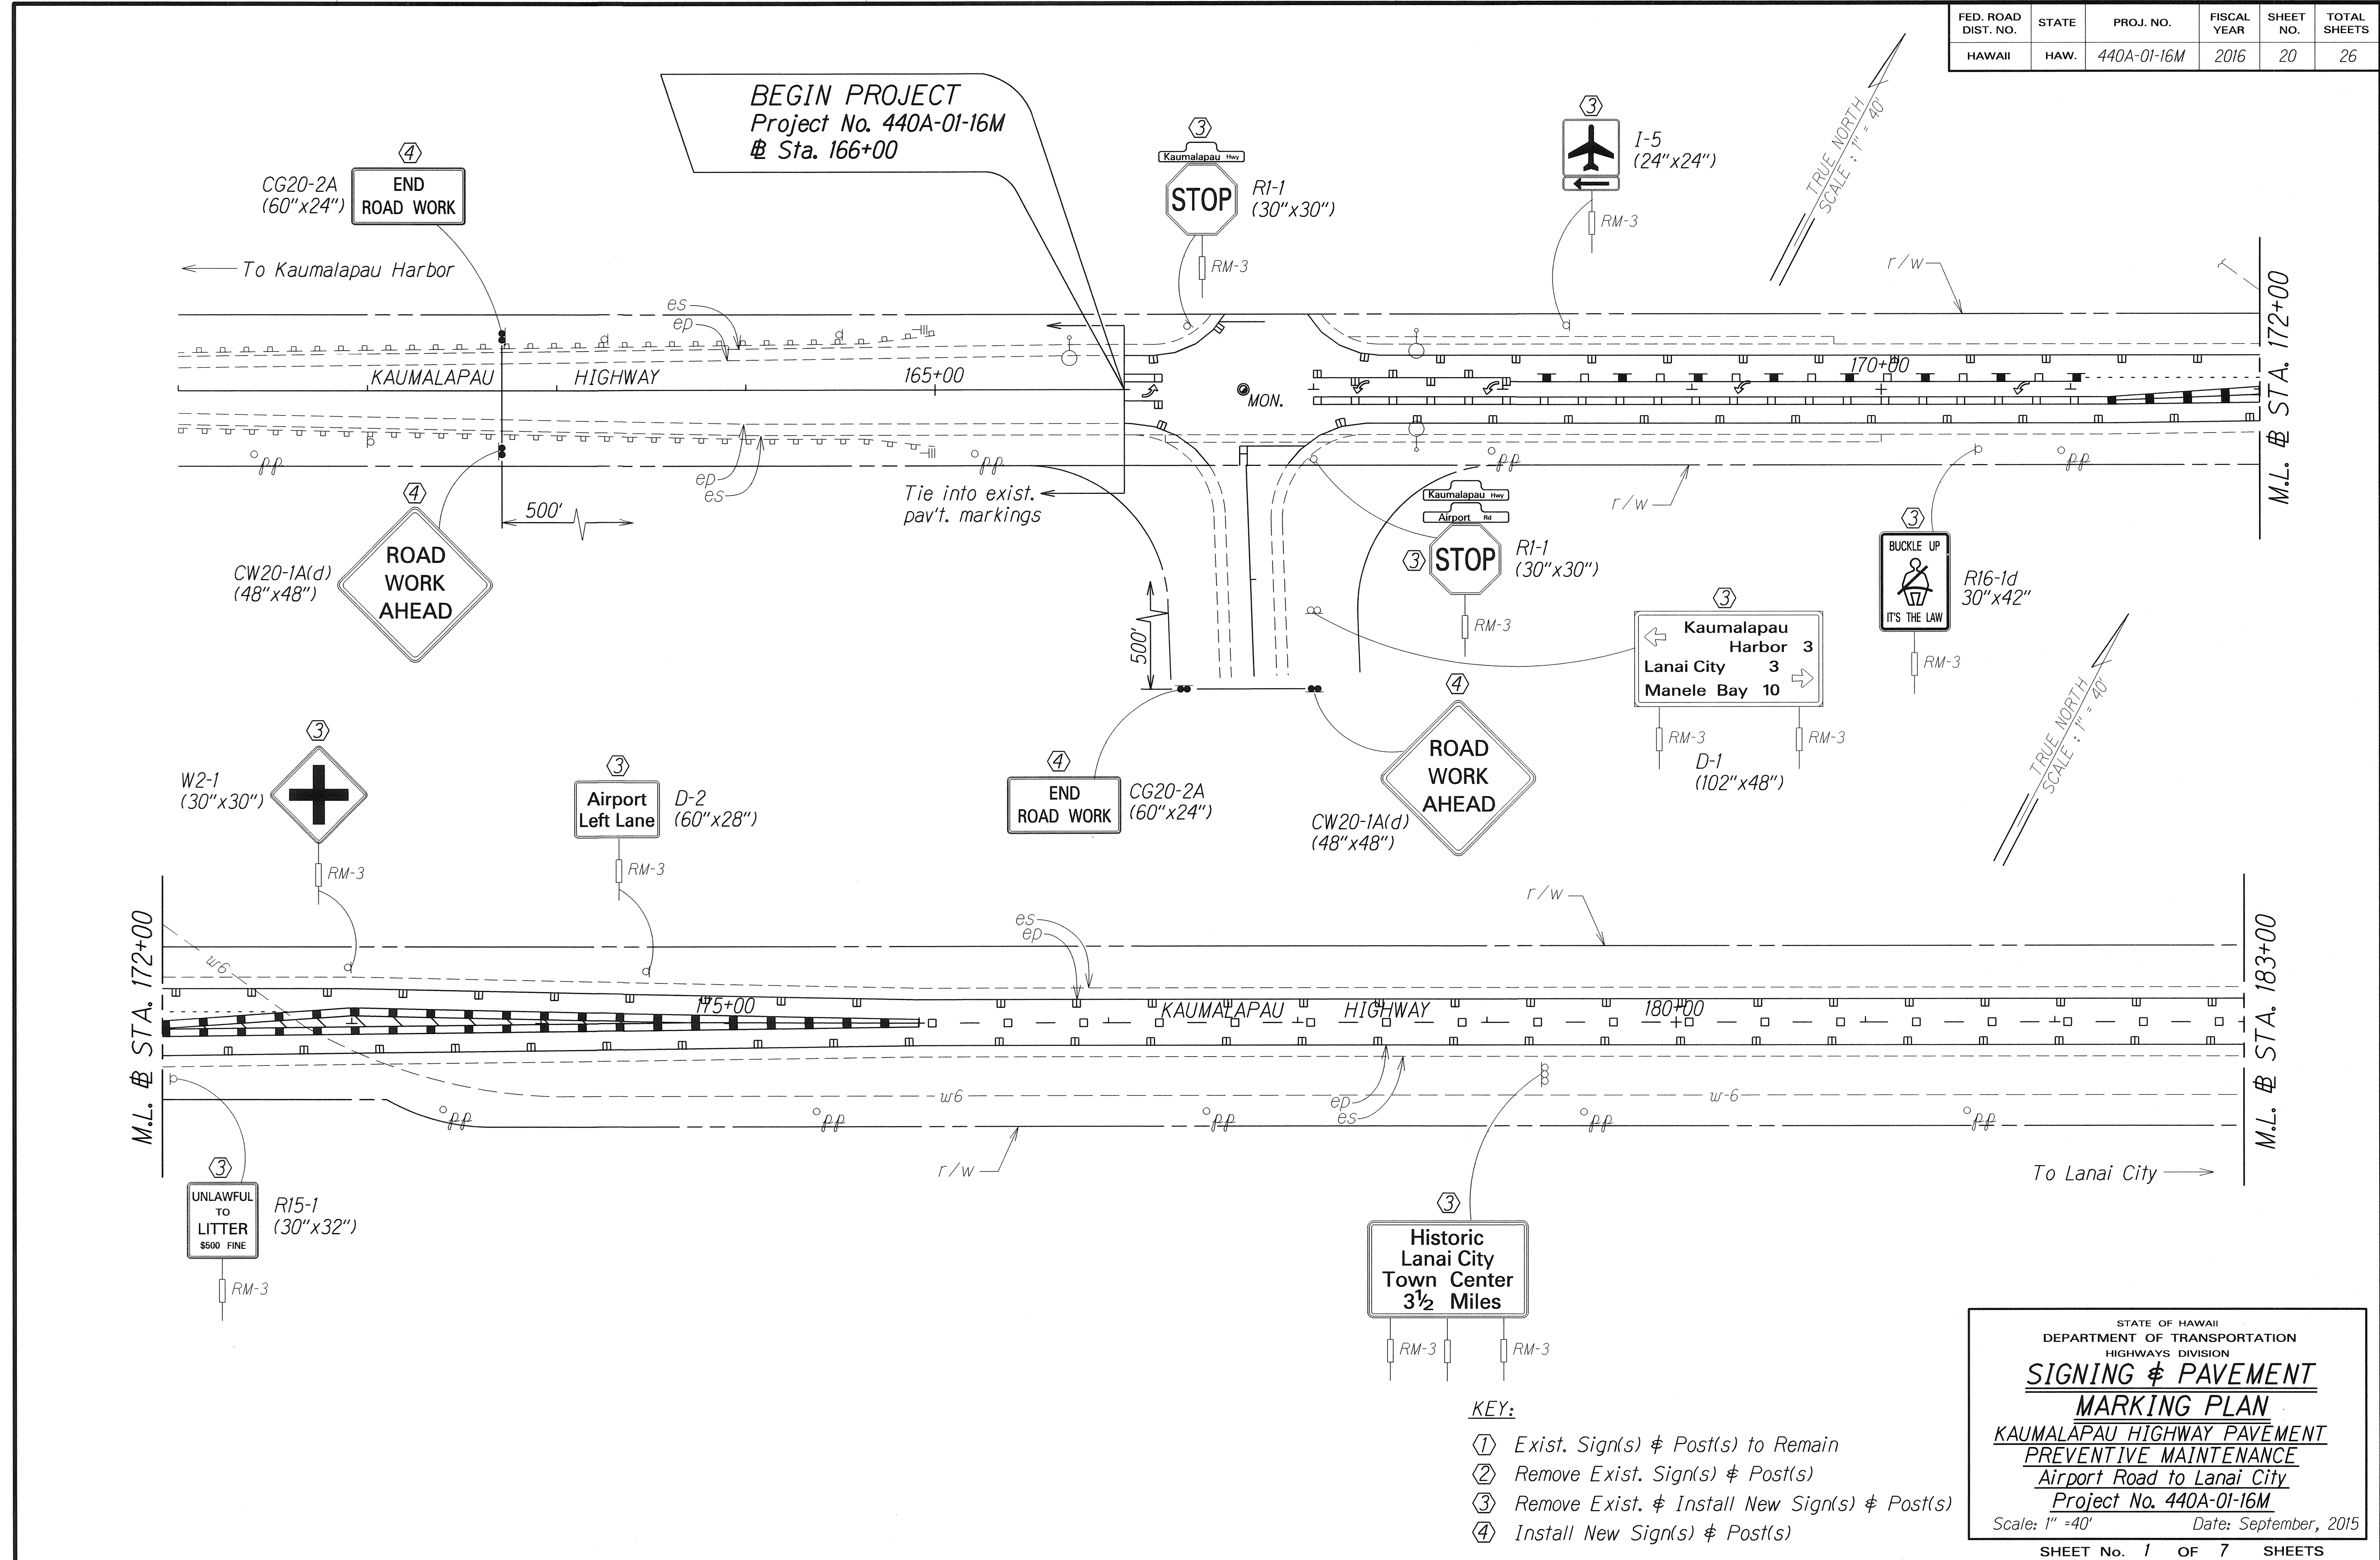 FED. ROAD DIST. NO. STATE PROJ. NO. FISCAL YEAR SHEET NO. TOTAL SHEETS
HAWAII HAW. 440A-01-16M 2016 20 26
BEGIN PROJECT
Project No. 440A-01-16M
BL Sta. 166+00
4
CG20-2A
(60"x24")
END
ROAD WORK
3
Kaumalapau Hwy
STOP
R1-1
(30"x30")
RM-3
3
I-5
(24"x24")
RM-3
TRUE NORTH
SCALE : 1" = 40'
To Kaumalapau Harbor
es
ep
r/w
KAUMALAPAU HIGHWAY
165+00
170+00
MON.
M.L. BL STA. 172+00
pp
pp
pp
pp
ep
es
r/w
Tie into exist.
pav't. markings
500'
4
ROAD
WORK
AHEAD
CW20-1A(d)
(48"x48")
Kaumalapau Hwy
Airport Rd
3
STOP
R1-1
(30"x30")
RM-3
3
BUCKLE UP
IT'S THE LAW
R16-1d
30"x42"
RM-3
500'
3
Kaumalapau
Harbor 3
Lanai City 3
Manele Bay 10
RM-3
RM-3
D-1
(102"x48")
TRUE NORTH
SCALE : 1" = 40'
4
END
ROAD WORK
CG20-2A
(60"x24")
4
ROAD
WORK
AHEAD
CW20-1A(d)
(48"x48")
3
W2-1
(30"x30")
RM-3
3
Airport
Left Lane
D-2
(60"x28")
RM-3
M.L. BL STA. 172+00
w6
es
ep
r/w
175+00
KAUMALAPAU HIGHWAY
180+00
M.L. BL STA. 183+00
w6
w-6
ep
es
pp
pp
pp
pp
pp
r/w
To Lanai City
3
UNLAWFUL
TO
LITTER
$500 FINE
R15-1
(30"x32")
RM-3
3
Historic
Lanai City
Town Center
3½ Miles
RM-3
RM-3
KEY:
1 Exist. Sign(s) & Post(s) to Remain
2 Remove Exist. Sign(s) & Post(s)
3 Remove Exist. & Install New Sign(s) & Post(s)
4 Install New Sign(s) & Post(s)
STATE OF HAWAII
DEPARTMENT OF TRANSPORTATION
HIGHWAYS DIVISION
SIGNING & PAVEMENT
MARKING PLAN
KAUMALAPAU HIGHWAY PAVEMENT
PREVENTIVE MAINTENANCE
Airport Road to Lanai City
Project No. 440A-01-16M
Scale: 1" =40' Date: September, 2015
SHEET No. 1 OF 7 SHEETS